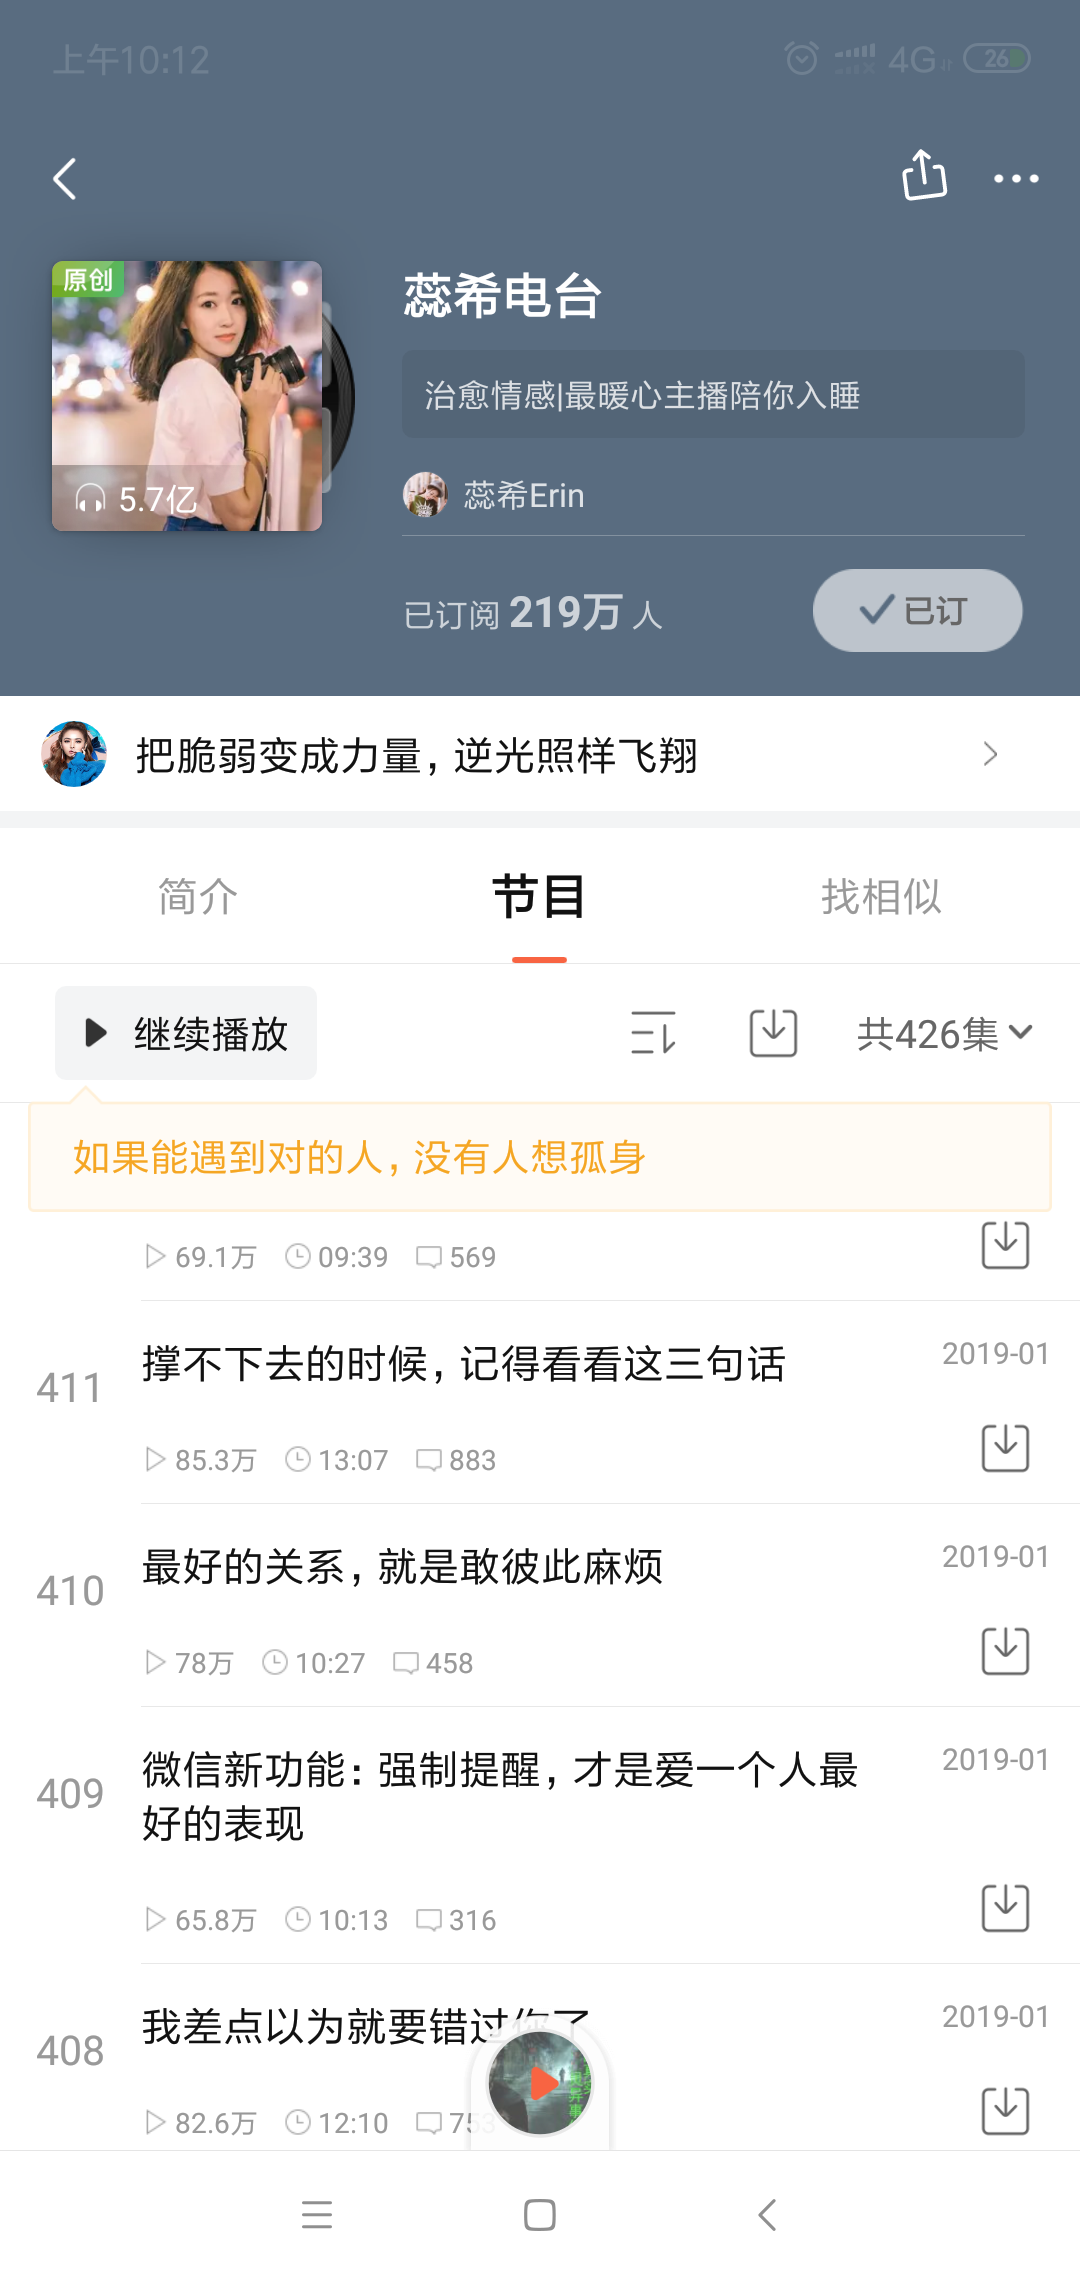 上午10:12
4G
26
原创
5.7亿
蕊希电台
治愈情感|最暖心主播陪你入睡
蕊希Erin
已订阅 219万 人
已订
把脆弱变成力量，逆光照样飞翔
简介
节目
找相似
继续播放
共426集
如果能遇到对的人，没有人想孤身
69.1万 09:39 569
411
撑不下去的时候，记得看看这三句话
2019-01
85.3万 13:07 883
410
最好的关系，就是敢彼此麻烦
2019-01
78万 10:27 458
409
微信新功能：强制提醒，才是爱一个人最
好的表现
2019-01
65.8万 10:13 316
408
我差点以为就要错过你了
2019-01
82.6万 12:10 753